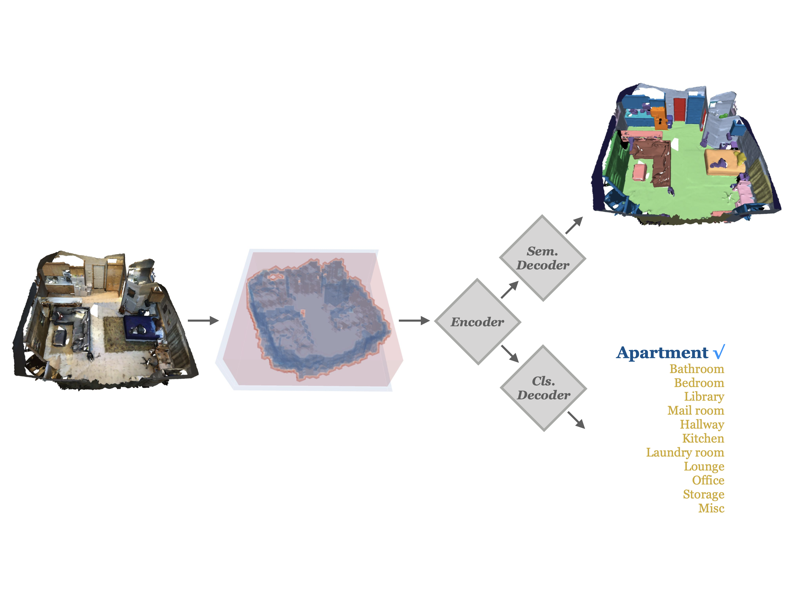 Sem.
Decoder
Encoder
Cls.
Decoder
Apartment √
Bathroom
Bedroom
Library
Mail room
Hallway
Kitchen
Laundry room
Lounge
Office
Storage
Misc